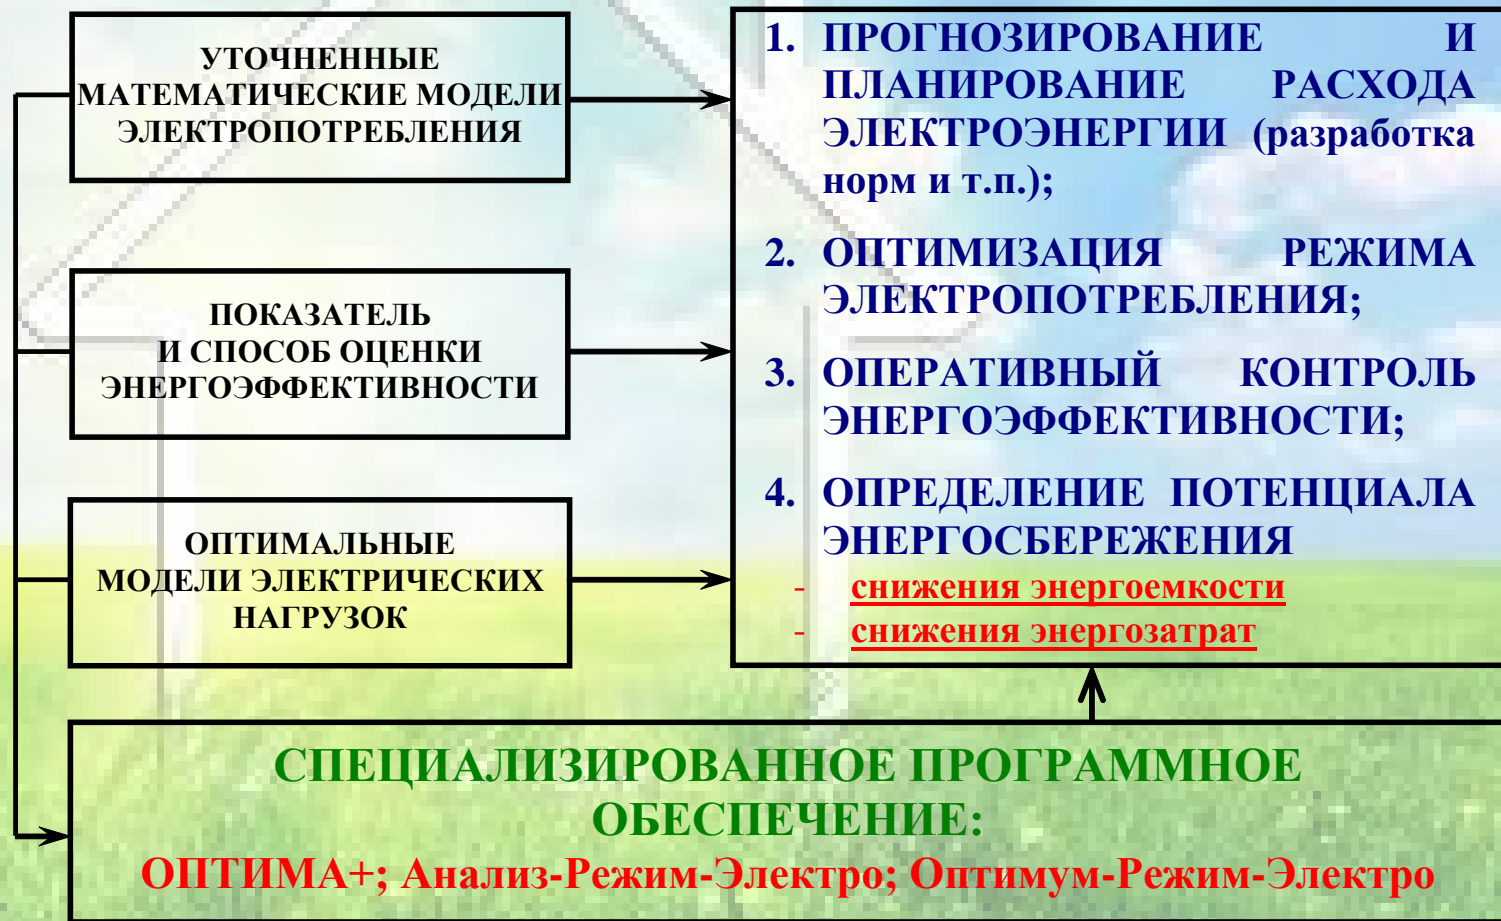 УТОЧНЕННЫЕ
МАТЕМАТИЧЕСКИЕ МОДЕЛИ
ЭЛЕКТРОПОТРЕБЛЕНИЯ
ПОКАЗАТЕЛЬ
И СПОСОБ ОЦЕНКИ
ЭНЕРГОЭФФЕКТИВНОСТИ
ОПТИМАЛЬНЫЕ
МОДЕЛИ ЭЛЕКТРИЧЕСКИХ
НАГРУЗОК
1. ПРОГНОЗИРОВАНИЕ И
ПЛАНИРОВАНИЕ РАСХОДА
ЭЛЕКТРОЭНЕРГИИ (разработка
норм и т.п.);
2. ОПТИМИЗАЦИЯ РЕЖИМА
ЭЛЕКТРОПОТРЕБЛЕНИЯ;
3. ОПЕРАТИВНЫЙ КОНТРОЛЬ
ЭНЕРГОЭФФЕКТИВНОСТИ;
4. ОПРЕДЕЛЕНИЕ ПОТЕНЦИАЛА
ЭНЕРГОСБЕРЕЖЕНИЯ
- снижения энергоемкости
- снижения энергозатрат
СПЕЦИАЛИЗИРОВАННОЕ ПРОГРАММНОЕ
ОБЕСПЕЧЕНИЕ:
ОПТИМА+; Анализ-Режим-Электро; Оптимум-Режим-Электро